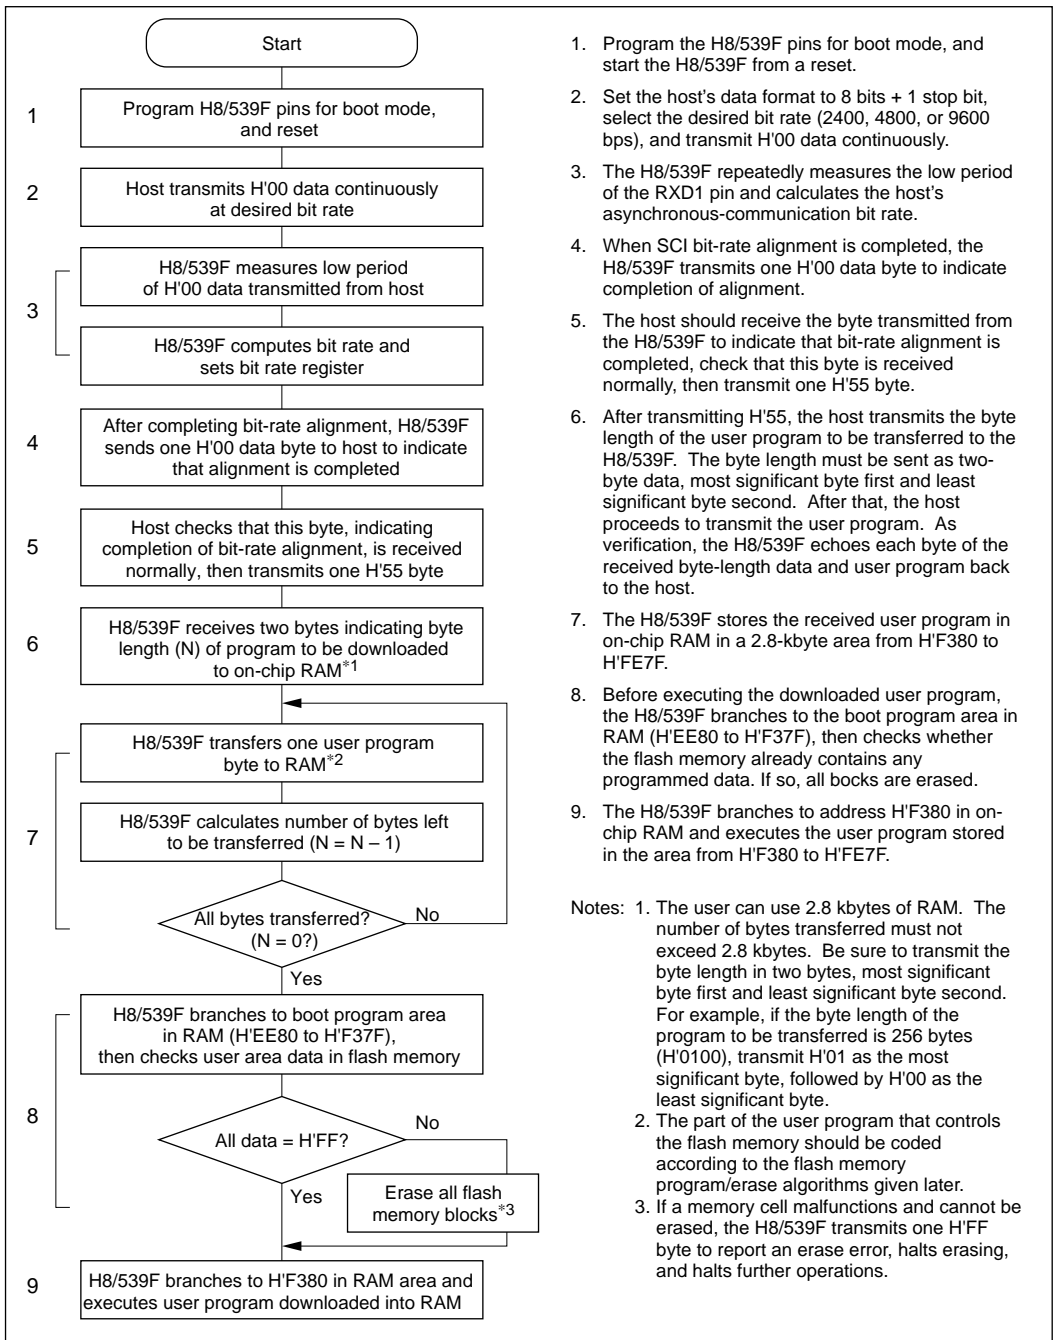 Start
1
Program H8/539F pins for boot mode,
and reset
2
Host transmits H'00 data continuously
at desired bit rate
3
H8/539F measures low period
of H'00 data transmitted from host
H8/539F computes bit rate and
sets bit rate register
4
After completing bit-rate alignment, H8/539F
sends one H'00 data byte to host to indicate
that alignment is completed
5
Host checks that this byte, indicating
completion of bit-rate alignment, is received
normally, then transmits one H'55 byte
6
H8/539F receives two bytes indicating byte
length (N) of program to be downloaded
to on-chip RAM*1
7
H8/539F transfers one user program
byte to RAM*2
H8/539F calculates number of bytes left
to be transferred (N = N – 1)
All bytes transferred?
(N = 0?)
No
Yes
8
H8/539F branches to boot program area
in RAM (H'EE80 to H'F37F),
then checks user area data in flash memory
All data = H'FF?
No
Yes
Erase all flash
memory blocks*3
9
H8/539F branches to H'F380 in RAM area and
executes user program downloaded into RAM
1. Program the H8/539F pins for boot mode, and
start the H8/539F from a reset.
2. Set the host's data format to 8 bits + 1 stop bit,
select the desired bit rate (2400, 4800, or 9600
bps), and transmit H'00 data continuously.
3. The H8/539F repeatedly measures the low period
of the RXD1 pin and calculates the host's
asynchronous-communication bit rate.
4. When SCI bit-rate alignment is completed, the
H8/539F transmits one H'00 data byte to indicate
completion of alignment.
5. The host should receive the byte transmitted from
the H8/539F to indicate that bit-rate alignment is
completed, check that this byte is received
normally, then transmit one H'55 byte.
6. After transmitting H'55, the host transmits the byte
length of the user program to be transferred to the
H8/539F. The byte length must be sent as two-
byte data, most significant byte first and least
significant byte second. After that, the host
proceeds to transmit the user program. As
verification, the H8/539F echoes each byte of the
received byte-length data and user program back
to the host.
7. The H8/539F stores the received user program in
on-chip RAM in a 2.8-kbyte area from H'F380 to
H'FE7F.
8. Before executing the downloaded user program,
the H8/539F branches to the boot program area in
RAM (H'EE80 to H'F37F), then checks whether
the flash memory already contains any
programmed data. If so, all bocks are erased.
9. The H8/539F branches to address H'F380 in on-
chip RAM and executes the user program stored
in the area from H'F380 to H'FE7F.
Notes: 1. The user can use 2.8 kbytes of RAM. The
number of bytes transferred must not
exceed 2.8 kbytes. Be sure to transmit the
byte length in two bytes, most significant
byte first and least significant byte second.
For example, if the byte length of the
program to be transferred is 256 bytes
(H'0100), transmit H'01 as the most
significant byte, followed by H'00 as the
least significant byte.
2. The part of the user program that controls
the flash memory should be coded
according to the flash memory
program/erase algorithms given later.
3. If a memory cell malfunctions and cannot be
erased, the H8/539F transmits one H'FF
byte to report an erase error, halts erasing,
and halts further operations.